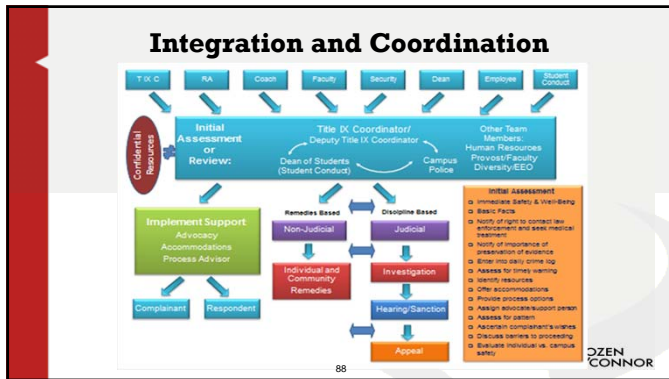 Integration and Coordination
T IX C
RA
Coach
Faculty
Security
Dean
Employee
Student
Conduct
Confidential
Resources
Initial
Assessment
or
Review:
Title IX Coordinator/
Deputy Title IX Coordinator
Dean of Students
(Student Conduct)
Campus
Police
Other Team
Members:
Human Resources
Provost/Faculty
Diversity/EEO
Implement Support
Advocacy
Accommodations
Process Advisor
Complainant
Respondent
Remedies Based
Discipline Based
Non-Judicial
Judicial
Individual and
Community
Remedies
Investigation
Hearing/Sanction
Appeal
Initial Assessment
Immediate Safety & Well-Being
Basic Facts
Notify of right to contact law
enforcement and seek medical
treatment
Notify of importance of
preservation of evidence
Enter into daily crime log
Assess for timely warning
Identify resources
Offer accommodations
Provide process options
Assign advocate/support person
Assess for pattern
Ascertain complainant's wishes
Discuss barriers to proceeding
Evaluate individual vs. campus
safety
88
OZEN
CONNOR